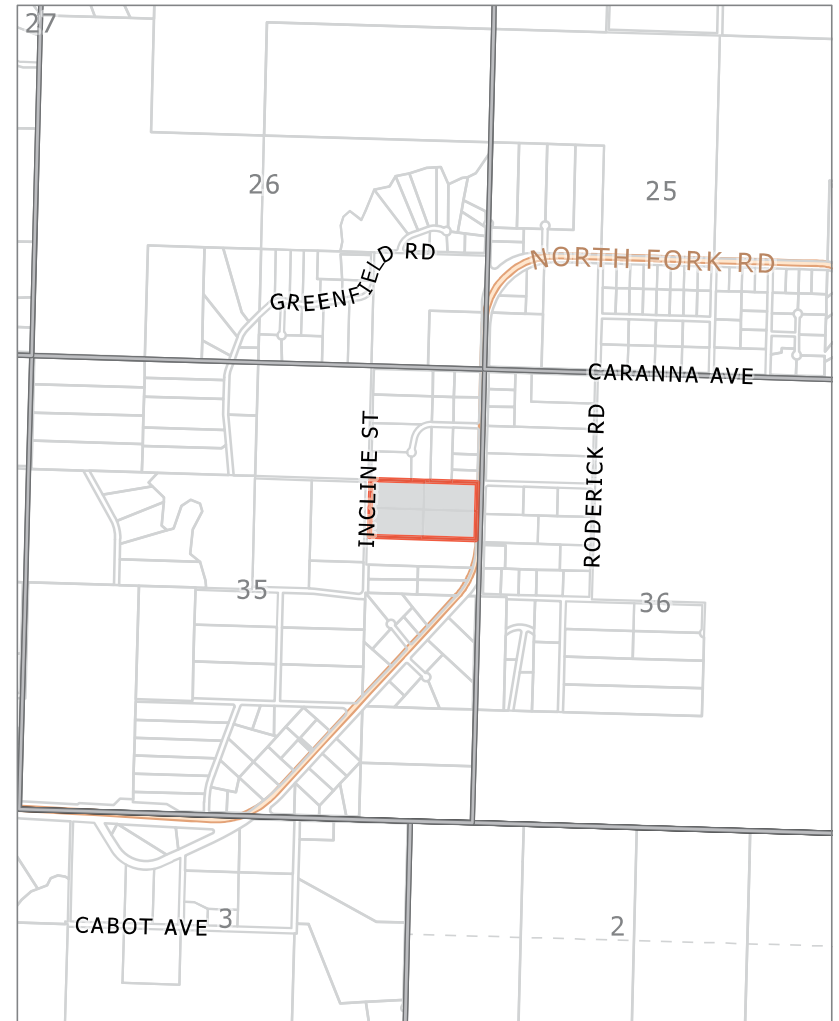 27
26
25
GREENFIELD RD
NORTH FORK RD
CARANNA AVE
INCLINE ST
RODERICK RD
35
36
CABOT AVE
3
2